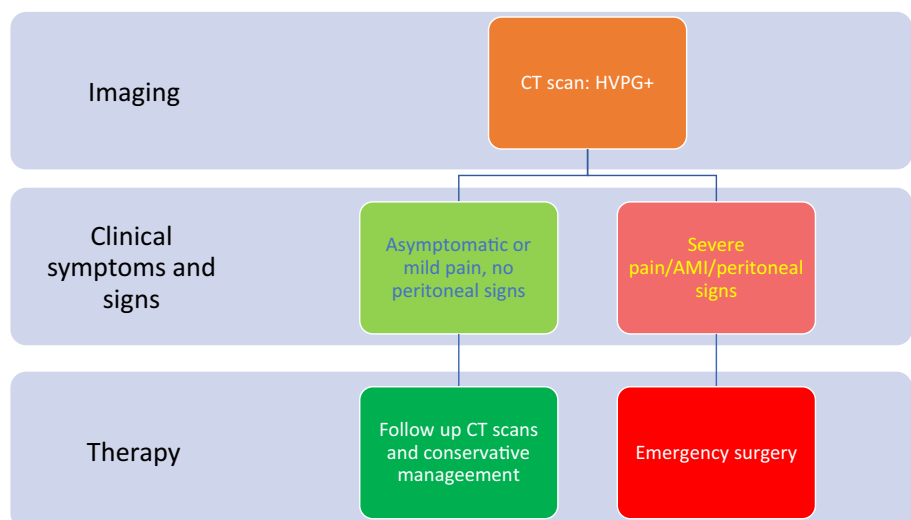 Imaging
CT scan: HVPG+
Clinical
symptoms and
signs
Asymptomatic or
mild pain, no
peritoneal signs
Severe
pain/AMI/peritoneal
signs
Therapy
Follow up CT scans
and conservative
manageement
Emergency surgery